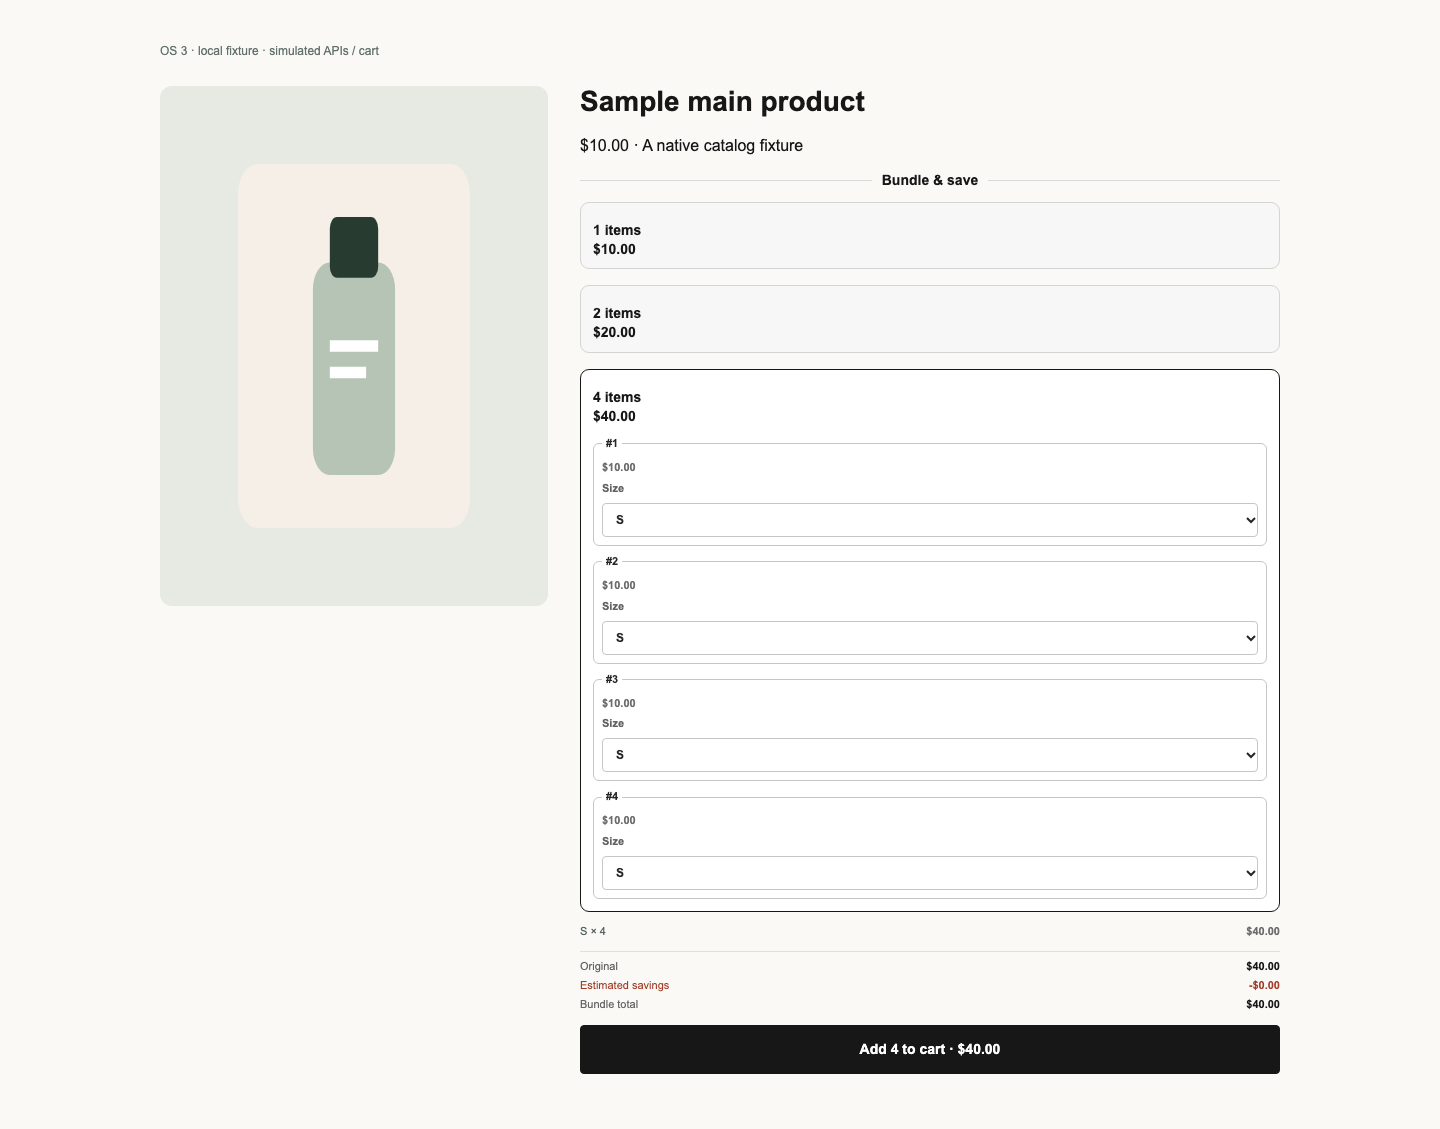 OS 3 · local fixture · simulated APIs / cart
Sample main product
$10.00 · A native catalog fixture
Bundle & save
1 items
$10.00
2 items
$20.00
4 items
$40.00
#1
$10.00
Size
S
#2
$10.00
Size
S
#3
$10.00
Size
S
#4
$10.00
Size
S
S × 4 $40.00
Original $40.00
Estimated savings -$0.00
Bundle total $40.00
Add 4 to cart · $40.00